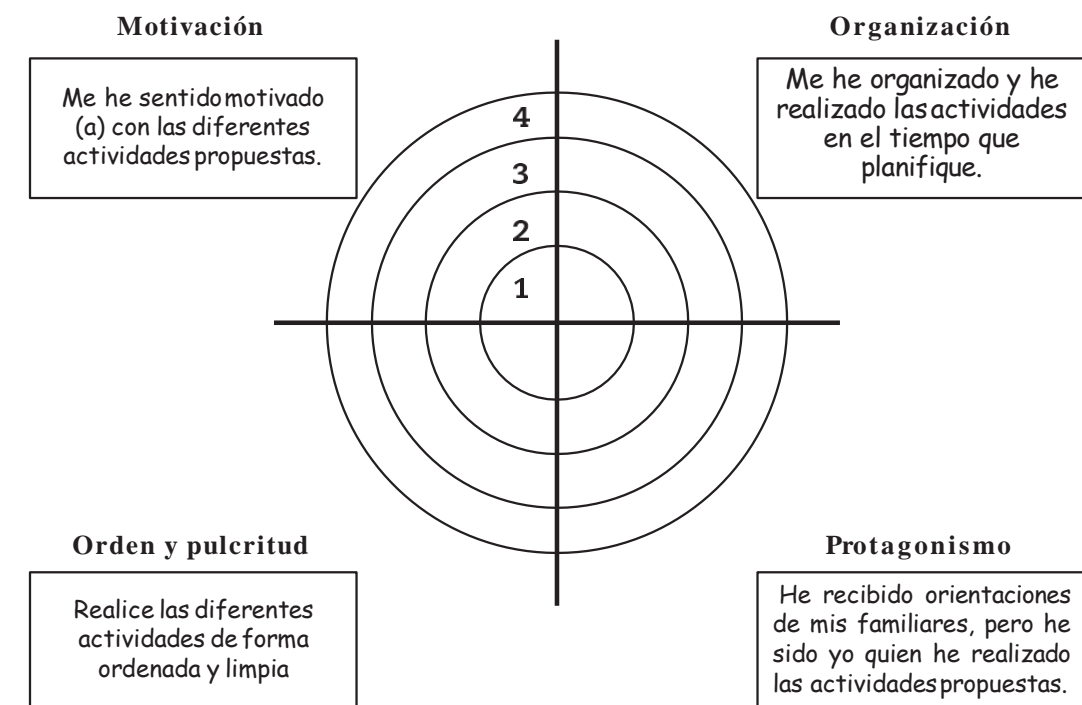 Motivación
Me he sentido motivado
(a) con las diferentes
actividades propuestas.
Organización
Me he organizado y he
realizado las actividades
en el tiempo que
planifique.
4
3
2
1
Orden y pulcritud
Realice las diferentes
actividades de forma
ordenada y limpia
Protagonismo
He recibido orientaciones
de mis familiares, pero he
sido yo quien he realizado
las actividades propuestas.